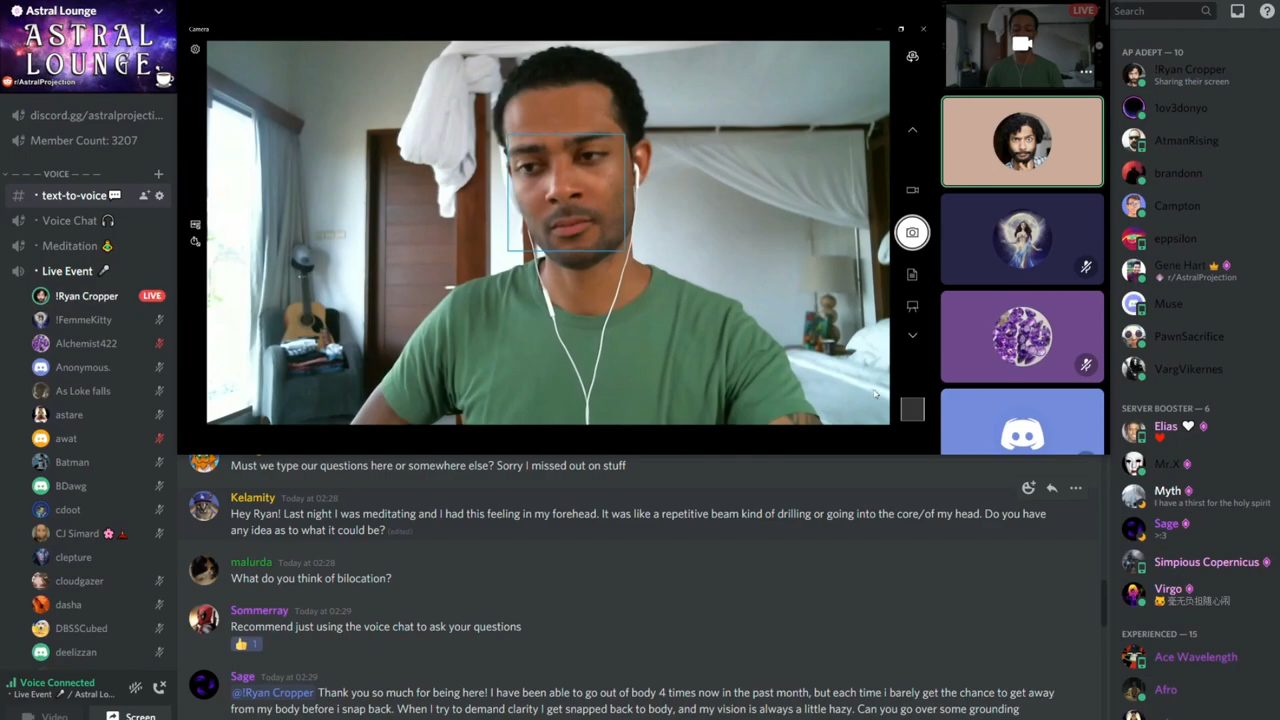 Astral Lounge
ASTRAL
LOUNGE
r/AstralProjection
discord.gg/astralprojecti...
Member Count: 3207
VOICE
text-to-voice
Voice Chat
Meditation
Live Event
!Ryan Cropper LIVE
!FemmeKitty
Alchemist422
Anonymous.
As Loke falls
astare
awat
Batman
BDawg
cdoot
CJ Simard
clepture
cloudgazer
dasha
DBSSCubed
deelizzan
Voice Connected
Live Event / Astral Lo...
Video Screen
Camera
LIVE
Must we type our questions here or somewhere else? Sorry I missed out on stuff
Kelamity Today at 02:28
Hey Ryan! Last night I was meditating and I had this feeling in my forehead. It was like a repetitive beam kind of drilling or going into the core/of my head. Do you have
any idea as to what it could be? (edited)
malurda Today at 02:28
What do you think of bilocation?
Sommerray Today at 02:29
Recommend just using the voice chat to ask your questions
1
Sage Today at 02:29
@!Ryan Cropper Thank you so much for being here! I have been able to go out of body 4 times now in the past month, but each time i barely get the chance to get away
from my body before i snap back. When I try to demand clarity I get snapped back to body, and my vision is always a little hazy. Can you go over some grounding
Search
AP ADEPT — 10
!Ryan Cropper
Sharing their screen
1ov3donyo
AtmanRising
brandonn
Campton
eppsilon
Gene Hart
r/AstralProjection
Muse
PawnSacrifice
VargVikernes
SERVER BOOSTER — 6
Elias
Mr.X
Myth
I have a thirst for the holy spirit
Sage
>:3
Simpious Copernicus
Virgo
毫无负担随心闹
EXPERIENCED — 15
Ace Wavelength
Afro